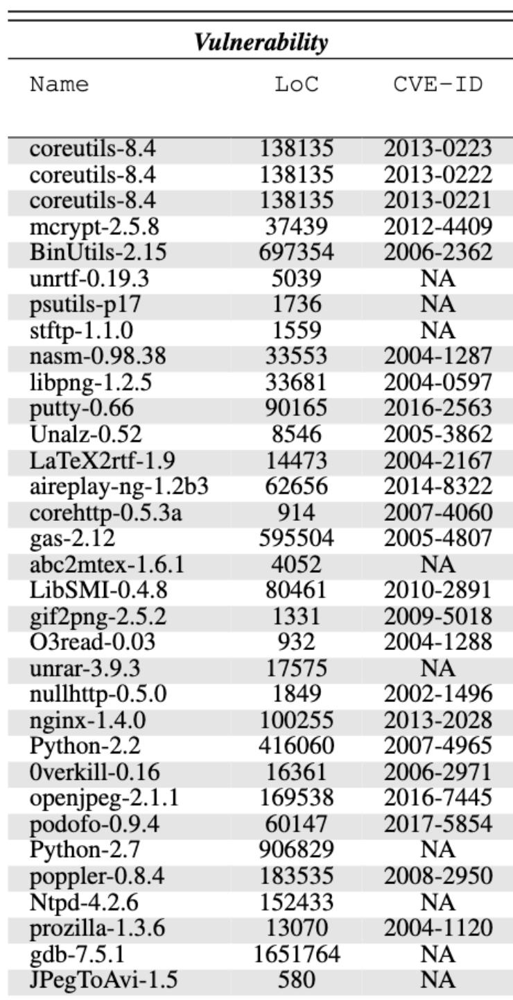 Vulnerability
Name LoC CVE-ID
coreutils-8.4 138135 2013-0223
coreutils-8.4 138135 2013-0222
coreutils-8.4 138135 2013-0221
mcrypt-2.5.8 37439 2012-4409
BinUtils-2.15 697354 2006-2362
unrtf-0.19.3 5039 NA
psutils-p17 1736 NA
stftp-1.1.0 1559 NA
nasm-0.98.38 33553 2004-1287
libpng-1.2.5 33681 2004-0597
putty-0.66 90165 2016-2563
Unalz-0.52 8546 2005-3862
LaTeX2rtf-1.9 14473 2004-2167
aireplay-ng-1.2b3 62656 2014-8322
corehttp-0.5.3a 914 2007-4060
gas-2.12 595504 2005-4807
abc2mtex-1.6.1 4052 NA
LibSMI-0.4.8 80461 2010-2891
gif2png-2.5.2 1331 2009-5018
O3read-0.03 932 2004-1288
unrar-3.9.3 17575 NA
nullhttp-0.5.0 1849 2002-1496
nginx-1.4.0 100255 2013-2028
Python-2.2 416060 2007-4965
0verkill-0.16 16361 2006-2971
openjpeg-2.1.1 169538 2016-7445
podofo-0.9.4 60147 2017-5854
Python-2.7 906829 NA
poppler-0.8.4 183535 2008-2950
Ntpd-4.2.6 152433 NA
prozilla-1.3.6 13070 2004-1120
gdb-7.5.1 1651764 NA
JPegToAvi-1.5 580 NA